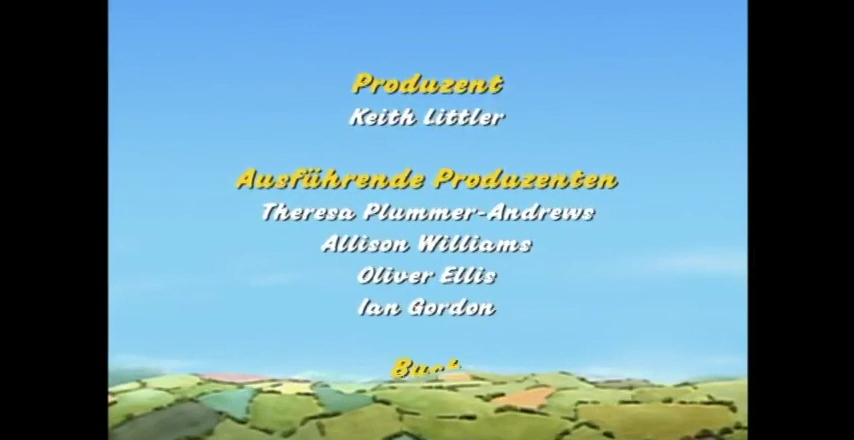 Produzent
Keith Littler
Ausführende Produzenten
Theresa Plummer-Andrews
Allison Williams
Oliver Ellis
Ian Gordon